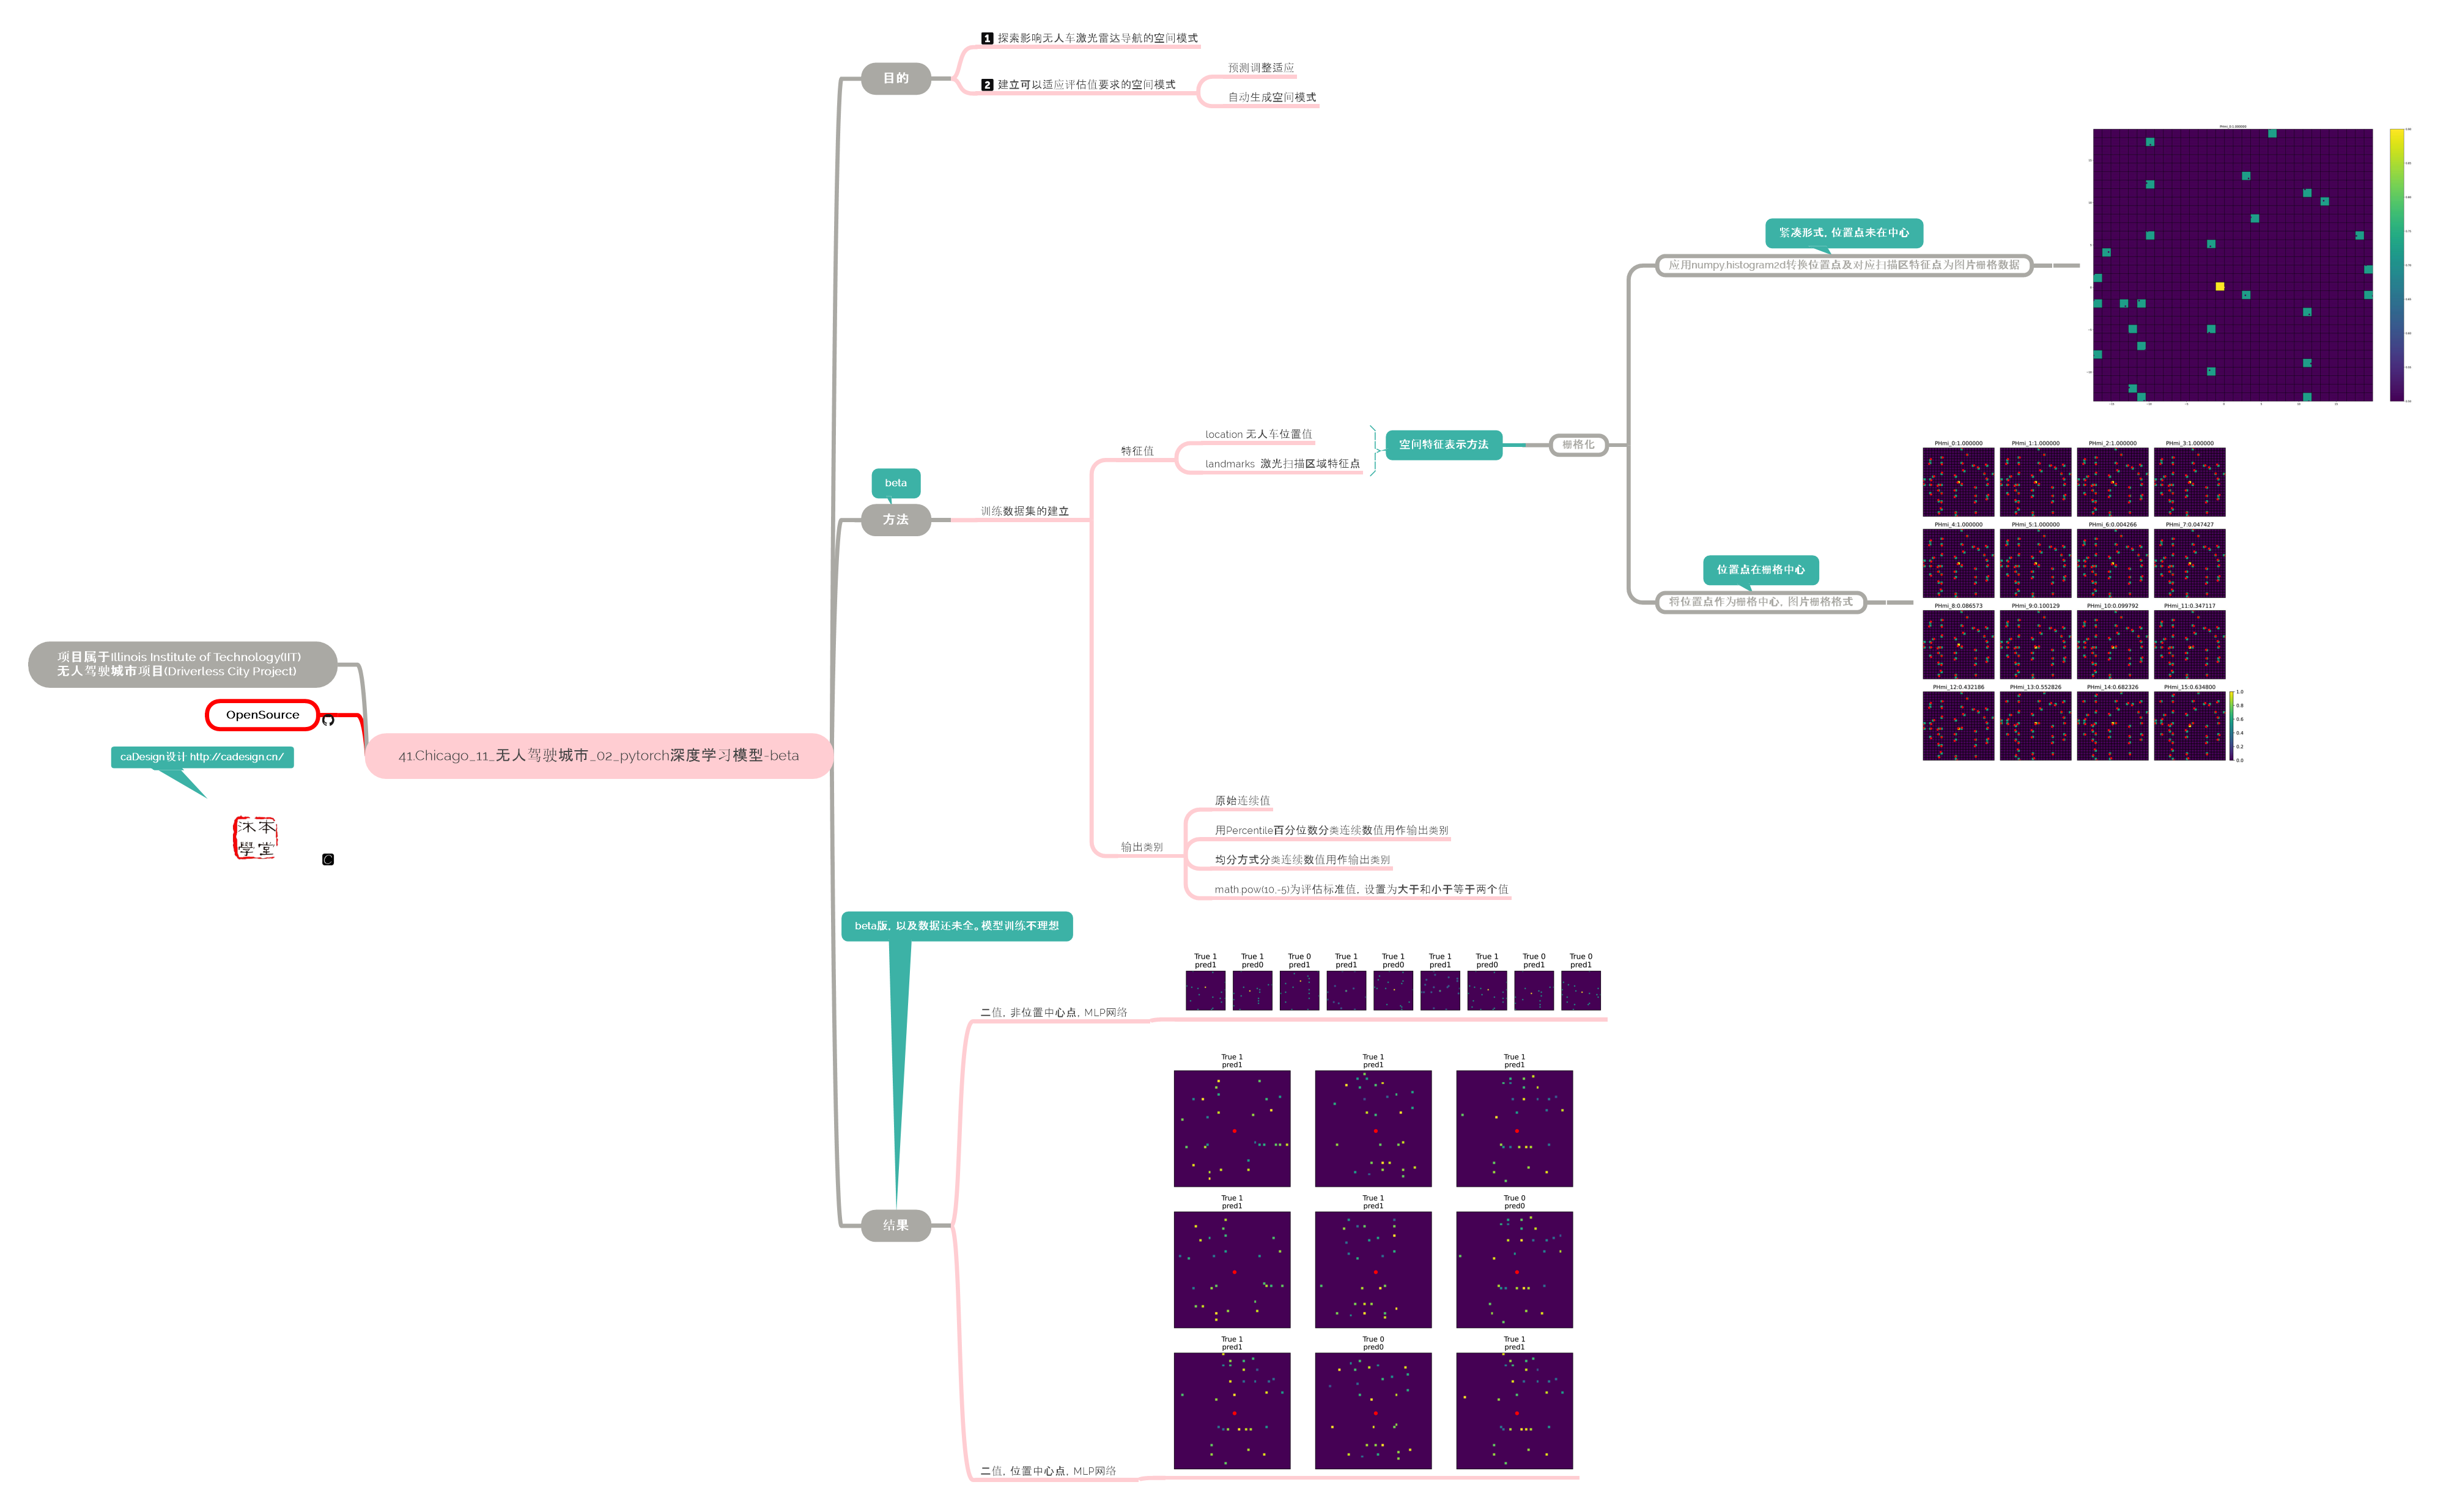 目的
1 探索影响无人车激光雷达导航的空间模式
2 建立可以适应评估值要求的空间模式
预测调整适应
自动生成空间模式
beta
方法
训练数据集的建立
特征值
location 无人车位置值
landmarks 激光扫描区域特征点
空间特征表示方法
栅格化
紧凑形式，位置点未在中心
应用numpy.histogram2d转换位置点及对应扫描区特征点为图片栅格数据
位置点在栅格中心
将位置点作为栅格中心，图片栅格格式
PHmi_0:1.000000 PHmi_1:1.000000 PHmi_2:1.000000 PHmi_3:1.000000
PHmi_4:1.000000 PHmi_5:1.000000 PHmi_6:0.004266 PHmi_7:0.047427
PHmi_8:0.086573 PHmi_9:0.100129 PHmi_10:0.099792 PHmi_11:0.347117
PHmi_12:0.432186 PHmi_13:0.552826 PHmi_14:0.682326 PHmi_15:0.634800
1.0
0.8
0.6
0.4
0.2
0.0
输出类别
原始连续值
用Percentile百分位数分类连续数值用作输出类别
均分方式分类连续数值用作输出类别
math.pow(10,-5)为评估标准值，设置为大于和小于等于两个值
项目属于Illinois Institute of Technology(IIT)
无人驾驶城市项目(Driverless City Project)
OpenSource
caDesign设计 http://cadesign.cn/
沐本
學堂
41.Chicago_11_无人驾驶城市_02_pytorch深度学习模型-beta
beta版，以及数据还未全。模型训练不理想
结果
二值，非位置中心点，MLP网络
True 1 True 1 True 0 True 1 True 1 True 1 True 1 True 0 True 0
pred1 pred0 pred1 pred1 pred0 pred1 pred0 pred1 pred1
二值，位置中心点，MLP网络
True 1 True 1 True 1
pred1 pred1 pred1
True 1 True 1 True 0
pred1 pred1 pred0
True 1 True 0 True 1
pred1 pred0 pred1